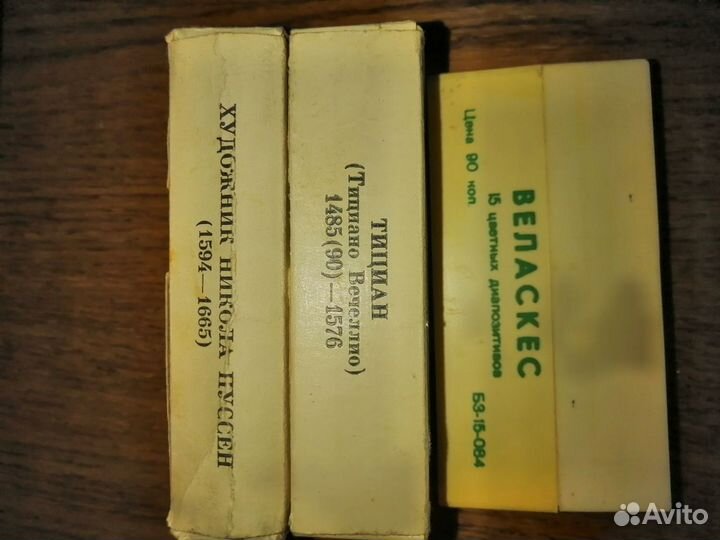 ХУДОЖНИК НИКОЛА ПУССЕН
(1594—1665)
ТИЦИАН
(Тициано Вечеллио)
1485(90)—1576
ВЕЛАСКЕС
15 цветных диапозитивов
Цена 90 коп.
БЗ-15-084
Avito